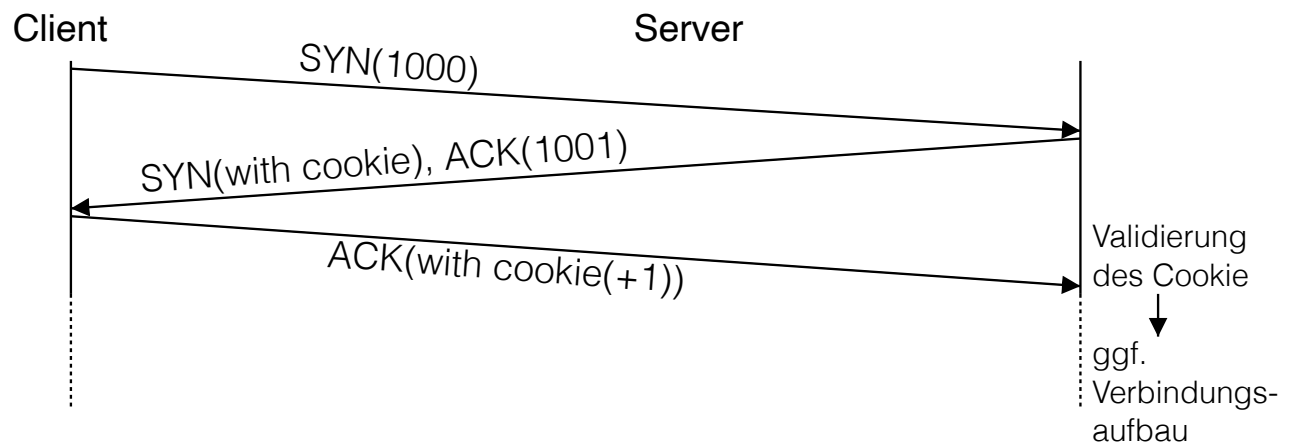 Client
Server
SYN(1000)
SYN(with cookie), ACK(1001)
ACK(with cookie(+1))
Validierung
des Cookie
ggf.
Verbindungs-
aufbau